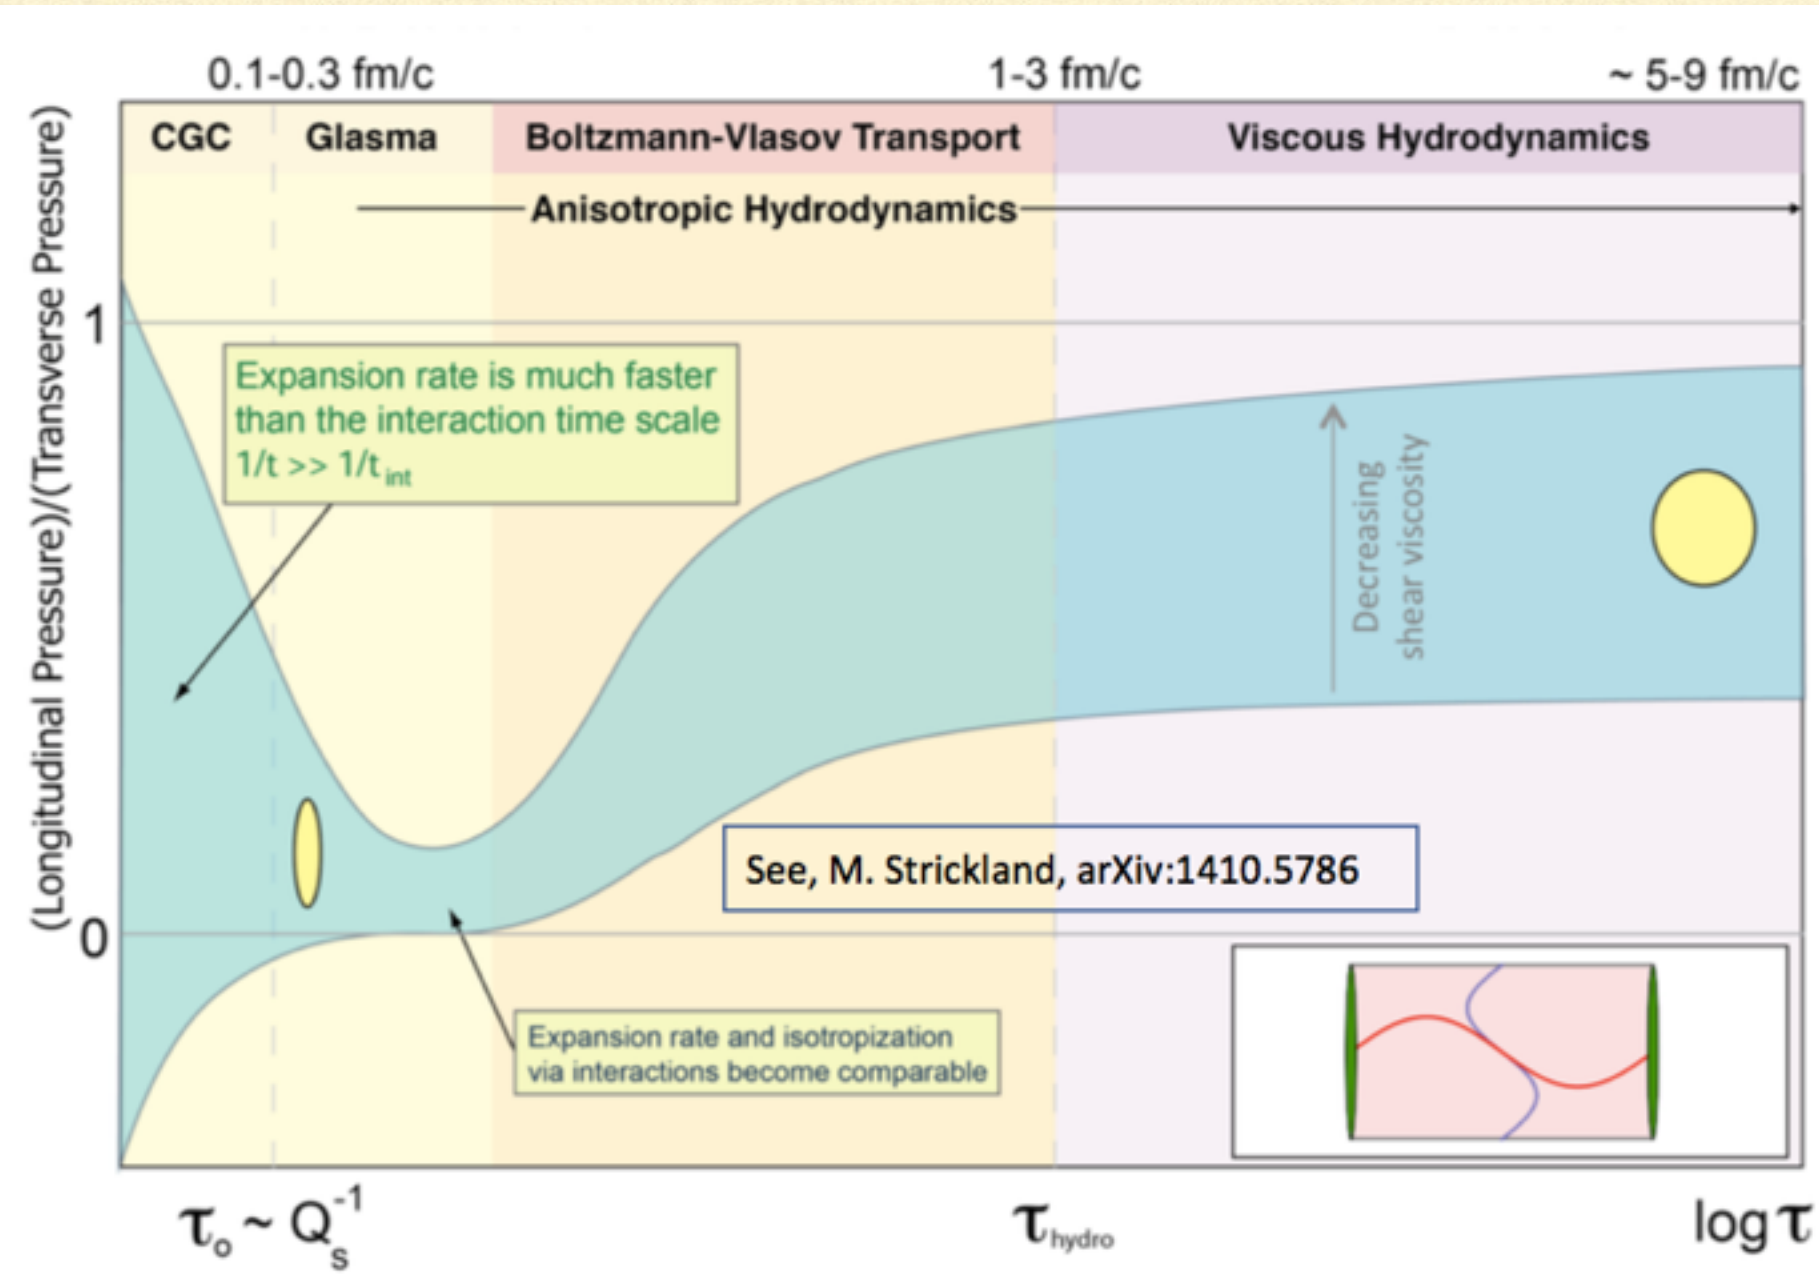 0.1-0.3 fm/c
1-3 fm/c
~ 5-9 fm/c
CGC
Glasma
Boltzmann-Vlasov Transport
Viscous Hydrodynamics
Anisotropic Hydrodynamics
(Longitudinal Pressure)/(Transverse Pressure)
1
Expansion rate is much faster
than the interaction time scale
1/t >> 1/t int
Decreasing
shear viscosity
See, M. Strickland, arXiv:1410.5786
0
Expansion rate and isotropization
via interactions become comparable
τo ~ Qs-1
τhydro
log τ